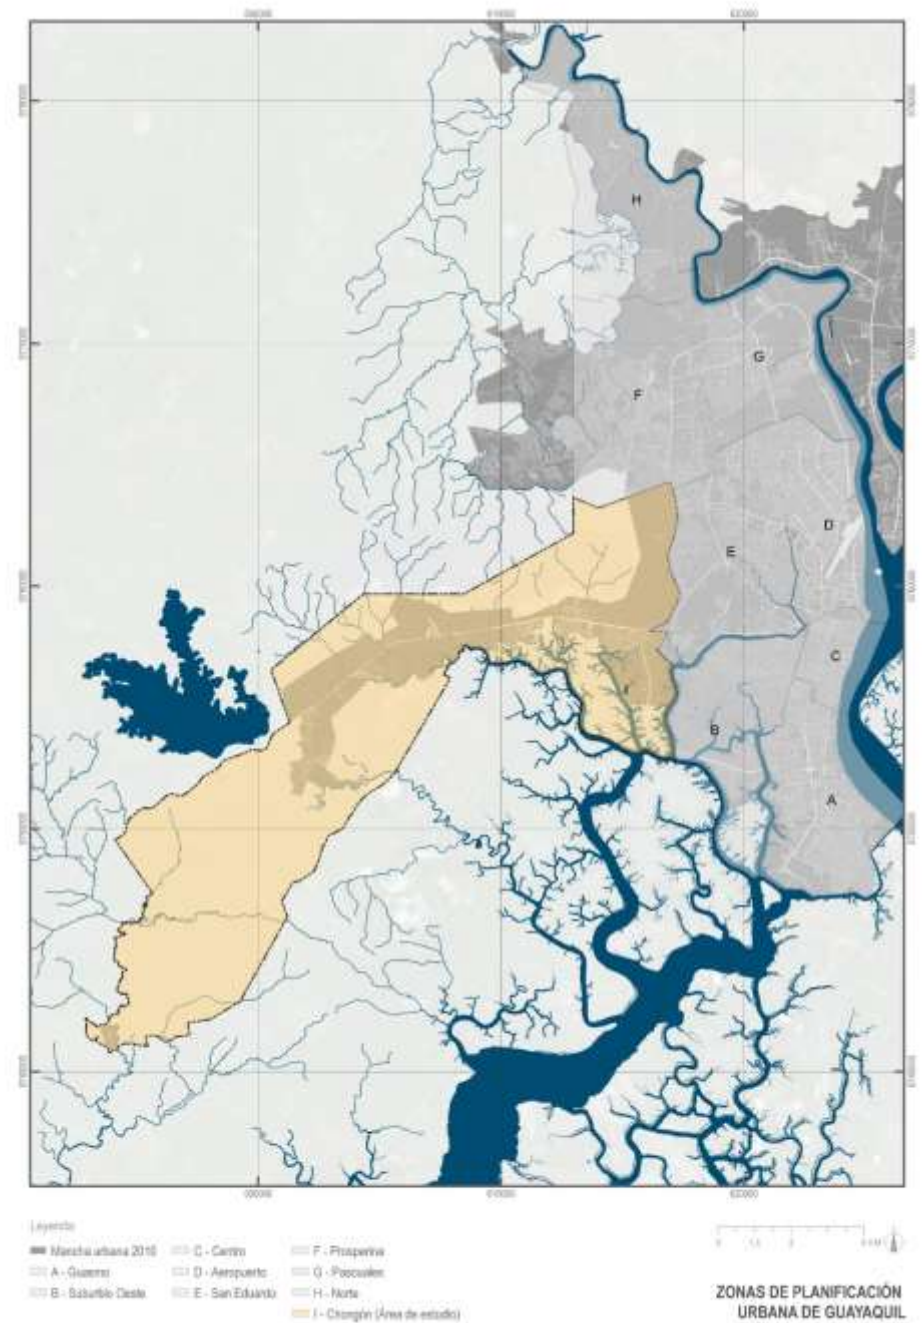 H
G
F
D
E
C
I
B
A
Leyenda
Mancha urbana 2016
A - Guasmo
B - Suburbio Oeste
C - Centro
D - Aeropuerto
E - San Eduardo
F - Prosperina
G - Pascuales
H - Norte
I - Chongón (Área de estudio)
ZONAS DE PLANIFICACIÓN
URBANA DE GUAYAQUIL